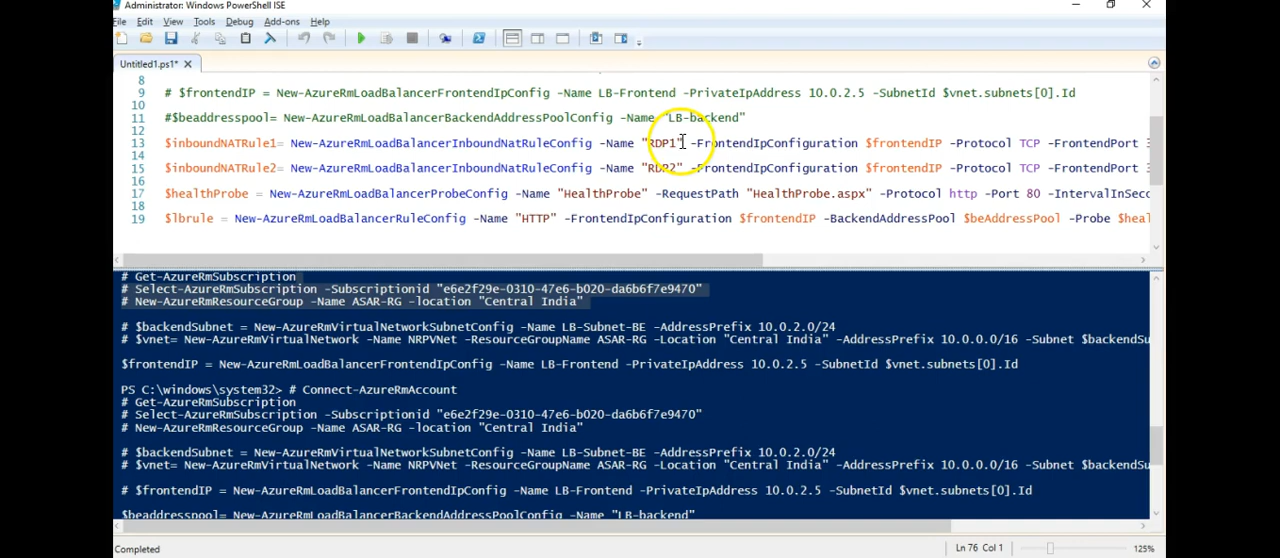 Administrator: Windows PowerShell ISE
File Edit View Tools Debug Add-ons Help
Untitled1.ps1* X
8
9 # $frontendIP = New-AzureRmLoadBalancerFrontendIpConfig -Name LB-Frontend -PrivateIpAddress 10.0.2.5 -SubnetId $vnet.subnets[0].Id
10
11 #$beaddresspool= New-AzureRmLoadBalancerBackendAddressPoolConfig -Name "LB-backend"
12
13 $inboundNATRule1= New-AzureRmLoadBalancerInboundNatRuleConfig -Name "RDP1" -FrontendIpConfiguration $frontendIP -Protocol TCP -FrontendPort 3
14
15 $inboundNATRule2= New-AzureRmLoadBalancerInboundNatRuleConfig -Name "RDP2" -FrontendIpConfiguration $frontendIP -Protocol TCP -FrontendPort 3
16
17 $healthProbe = New-AzureRmLoadBalancerProbeConfig -Name "HealthProbe" -RequestPath "HealthProbe.aspx" -Protocol http -Port 80 -IntervalInSeco
18
19 $lbrule = New-AzureRmLoadBalancerRuleConfig -Name "HTTP" -FrontendIpConfiguration $frontendIP -BackendAddressPool $beAddressPool -Probe $heal
# Get-AzureRmSubscription
# Select-AzureRmSubscription -Subscriptionid "e6e2f29e-0310-47e6-b020-da6b6f7e9470"
# New-AzureRmResourceGroup -Name ASAR-RG -location "Central India"
# $backendSubnet = New-AzureRmVirtualNetworkSubnetConfig -Name LB-Subnet-BE -AddressPrefix 10.0.2.0/24
# $vnet= New-AzureRmVirtualNetwork -Name NRPVNet -ResourceGroupName ASAR-RG -Location "Central India" -AddressPrefix 10.0.0.0/16 -Subnet $backendSu
$frontendIP = New-AzureRmLoadBalancerFrontendIpConfig -Name LB-Frontend -PrivateIpAddress 10.0.2.5 -SubnetId $vnet.subnets[0].Id
PS C:\windows\system32> # Connect-AzureRmAccount
# Get-AzureRmSubscription
# Select-AzureRmSubscription -Subscriptionid "e6e2f29e-0310-47e6-b020-da6b6f7e9470"
# New-AzureRmResourceGroup -Name ASAR-RG -location "Central India"
# $backendSubnet = New-AzureRmVirtualNetworkSubnetConfig -Name LB-Subnet-BE -AddressPrefix 10.0.2.0/24
# $vnet= New-AzureRmVirtualNetwork -Name NRPVNet -ResourceGroupName ASAR-RG -Location "Central India" -AddressPrefix 10.0.0.0/16 -Subnet $backendSu
# $frontendIP = New-AzureRmLoadBalancerFrontendIpConfig -Name LB-Frontend -PrivateIpAddress 10.0.2.5 -SubnetId $vnet.subnets[0].Id
$beaddresspool= New-AzureRmLoadBalancerBackendAddressPoolConfig -Name "LB-backend"
Completed Ln 76 Col 1 125%